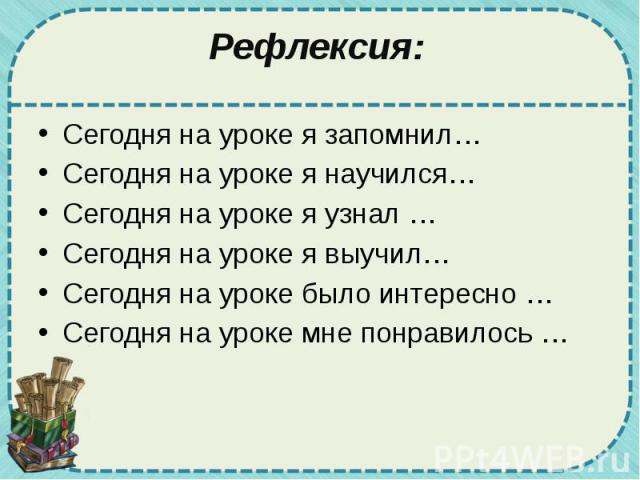 Рефлексия:
• Сегодня на уроке я запомнил…
• Сегодня на уроке я научился…
• Сегодня на уроке я узнал …
• Сегодня на уроке я выучил…
• Сегодня на уроке было интересно …
• Сегодня на уроке мне понравилось …
PPt4WEB.ru